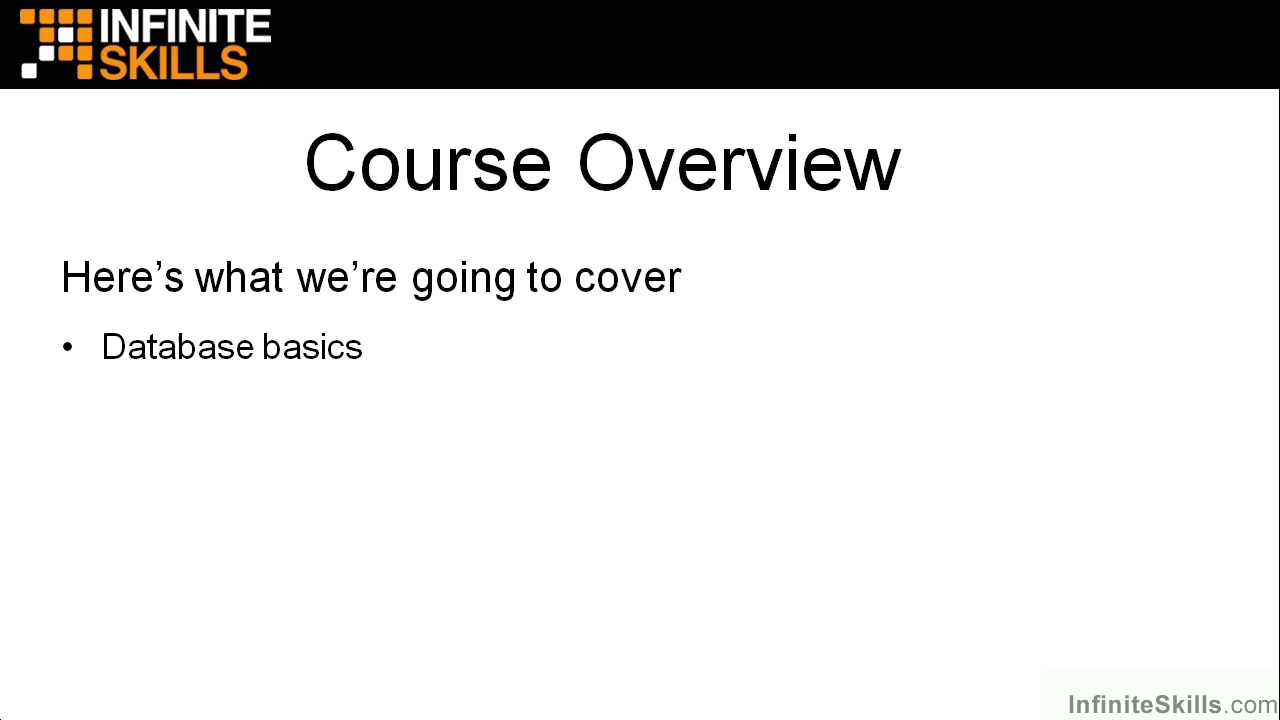 INFINITE
SKILLS
Course Overview
Here’s what we’re going to cover
• Database basics
InfiniteSkills.com